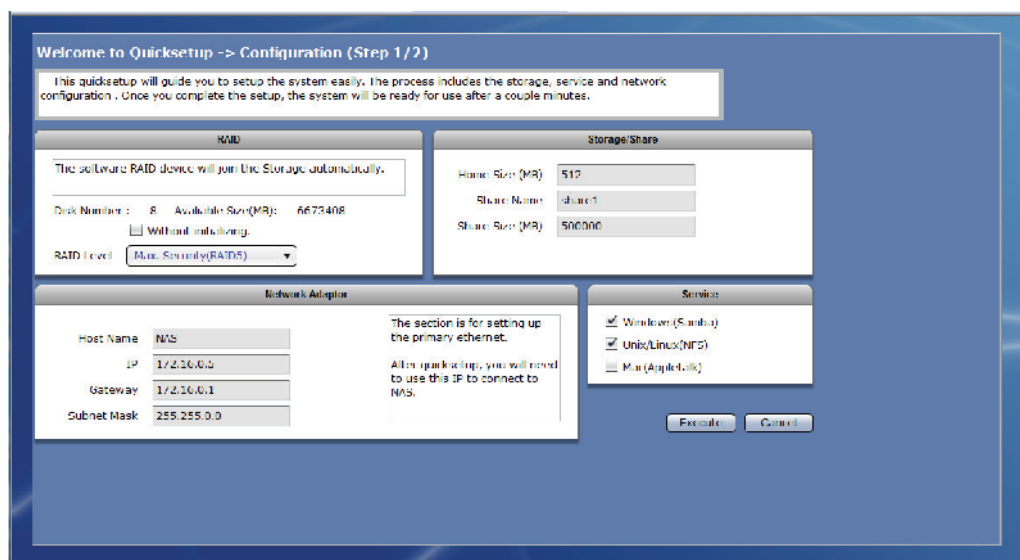 Welcome to Quicksetup -> Configuration (Step 1/2)
This quicksetup will guide you to setup the system easily. The process includes the storage, service and network
configuration . Once you complete the setup, the system will be ready for use after a couple minutes.
RAID
The software RAID device will join the Storage automatically.
Disk Number : 8 Avaliable Size(MB): 6673408
Without initializing.
RAID Level Max. Security(RAID5)
Storage/Share
Home Size (MB) 512
Share Name share1
Share Size (MB) 500000
Network Adaptor
Host Name NAS
IP 172.16.0.5
Gateway 172.16.0.1
Subnet Mask 255.255.0.0
The section is for setting up
the primary ethernet.
After quicksetup, you will need
to use this IP to connect to
NAS.
Service
Windows(Samba)
Unix/Linux(NFS)
Mac(Appletalk)
Execute Cancel